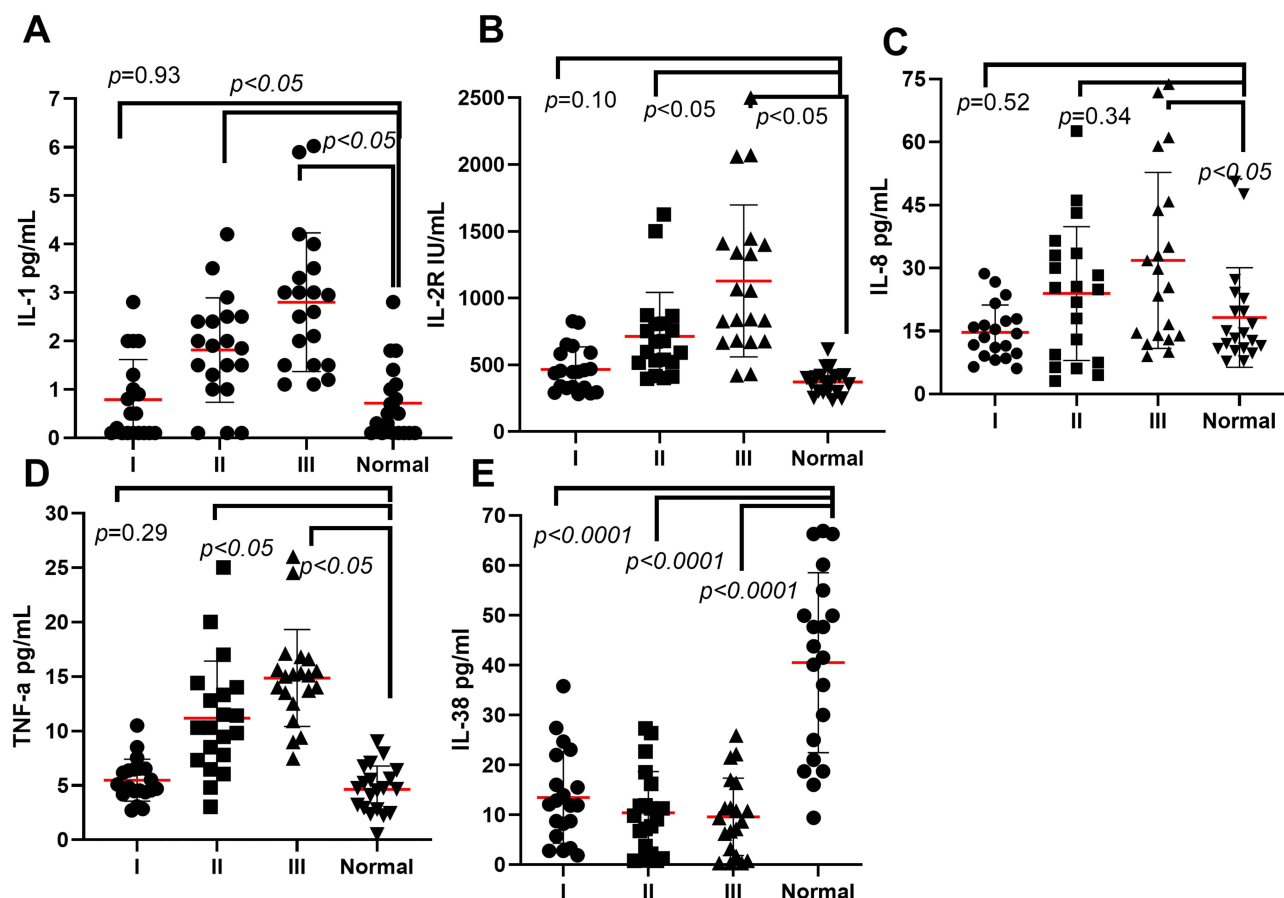 A
p=0.93
p<0.05
p<0.05
IL-1 pg/mL
7
6
5
4
3
2
1
0
I
II
III
Normal
B
p=0.10
p<0.05
p<0.05
IL-2R IU/mL
2500
2000
1500
1000
500
0
I
II
III
Normal
C
p=0.52
p=0.34
p<0.05
IL-8 pg/mL
75
60
45
30
15
0
I
II
III
Normal
D
p=0.29
p<0.05
p<0.05
TNF-a pg/mL
30
25
20
15
10
5
0
I
II
III
Normal
E
p<0.0001
p<0.0001
p<0.0001
IL-38 pg/ml
70
60
50
40
30
20
10
0
I
II
III
Normal